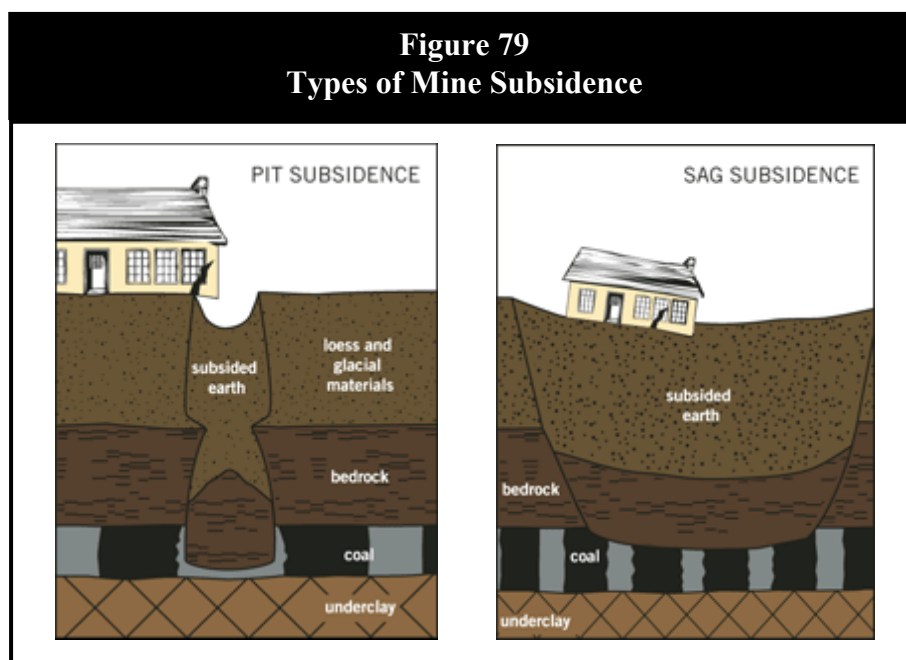 Figure 79
Types of Mine Subsidence
PIT SUBSIDENCE
subsided
earth
loess and
glacial
materials
bedrock
coal
underclay
SAG SUBSIDENCE
subsided
earth
bedrock
coal
underclay